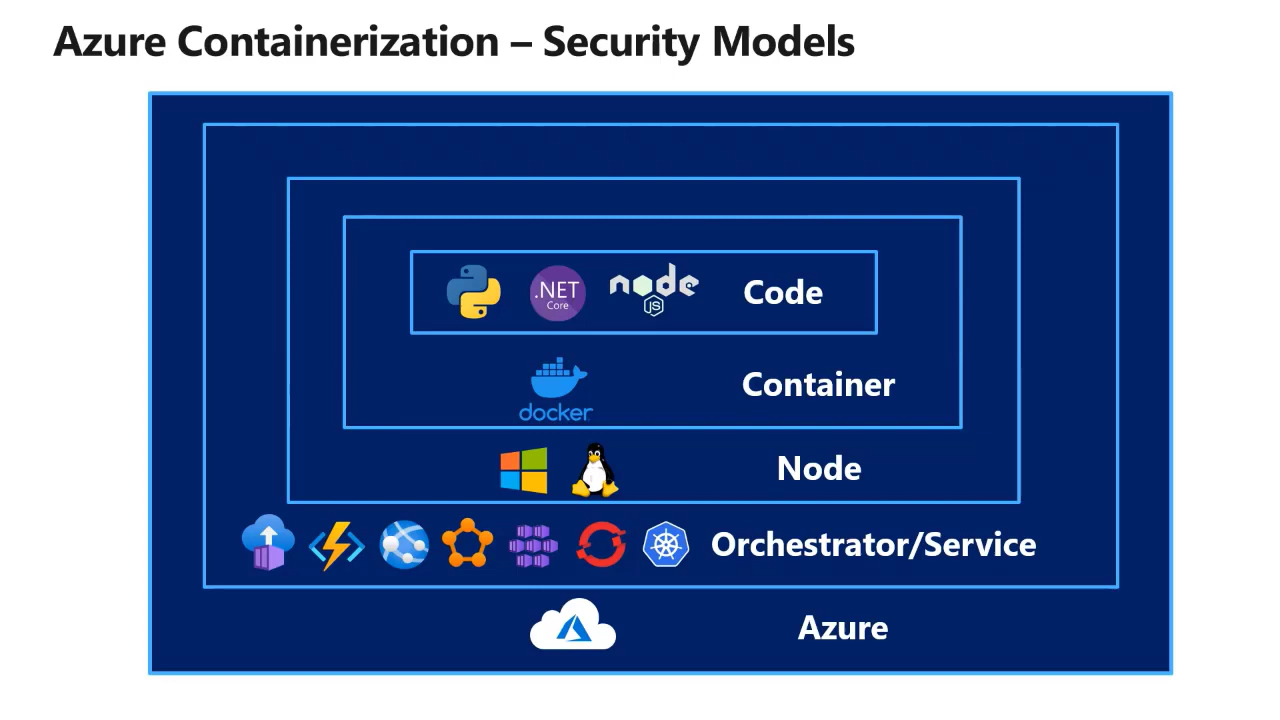 Azure Containerization – Security Models
.NET
Core
node
JS
Code
docker
Container
Node
Orchestrator/Service
Azure